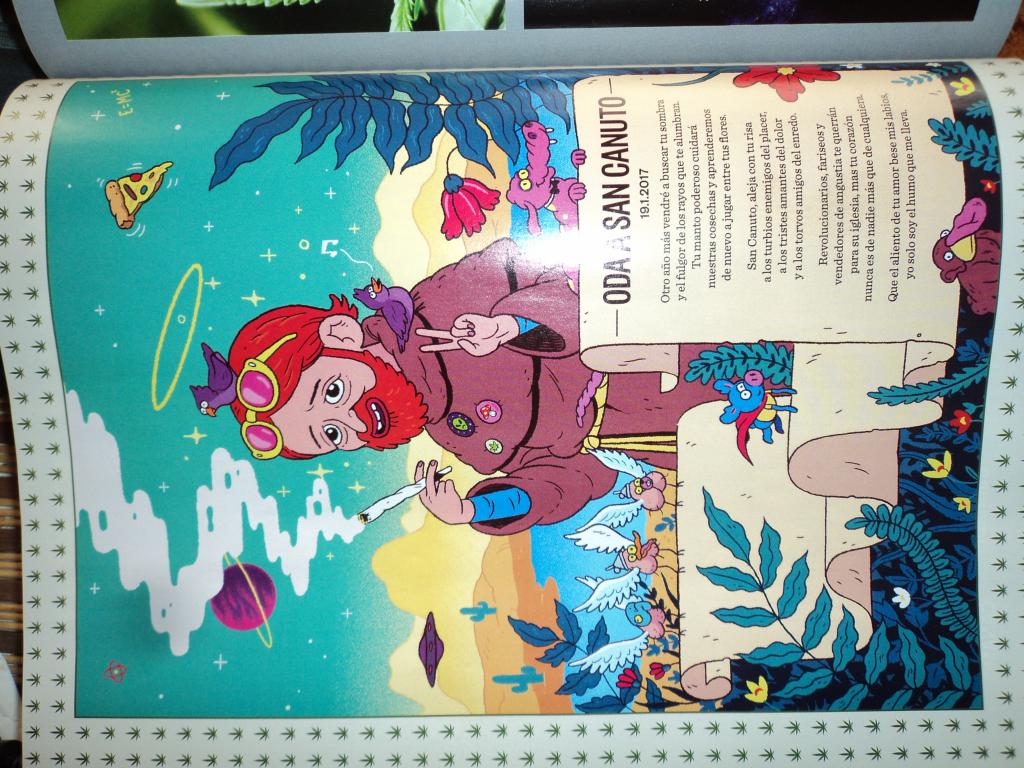 E=MC²
ODA A SAN CANUTO
19.1.2017
Otro año más vendré a buscar tu sombra
y el fulgor de los rayos que te alumbran.
Tu manto poderoso cuidará
nuestras cosechas y aprenderemos
de nuevo a jugar entre tus flores.
San Canuto, aleja con tu risa
a los turbios enemigos del placer,
a los tristes amantes del dolor
y a los torvos amigos del enredo.
Revolucionarios, fariseos y
vendedores de angustia te querrán
para su iglesia, mas tu corazón
nunca es de nadie más que de cualquiera.
Que el aliento de tu amor bese mis labios,
yo solo soy el humo que me lleva.